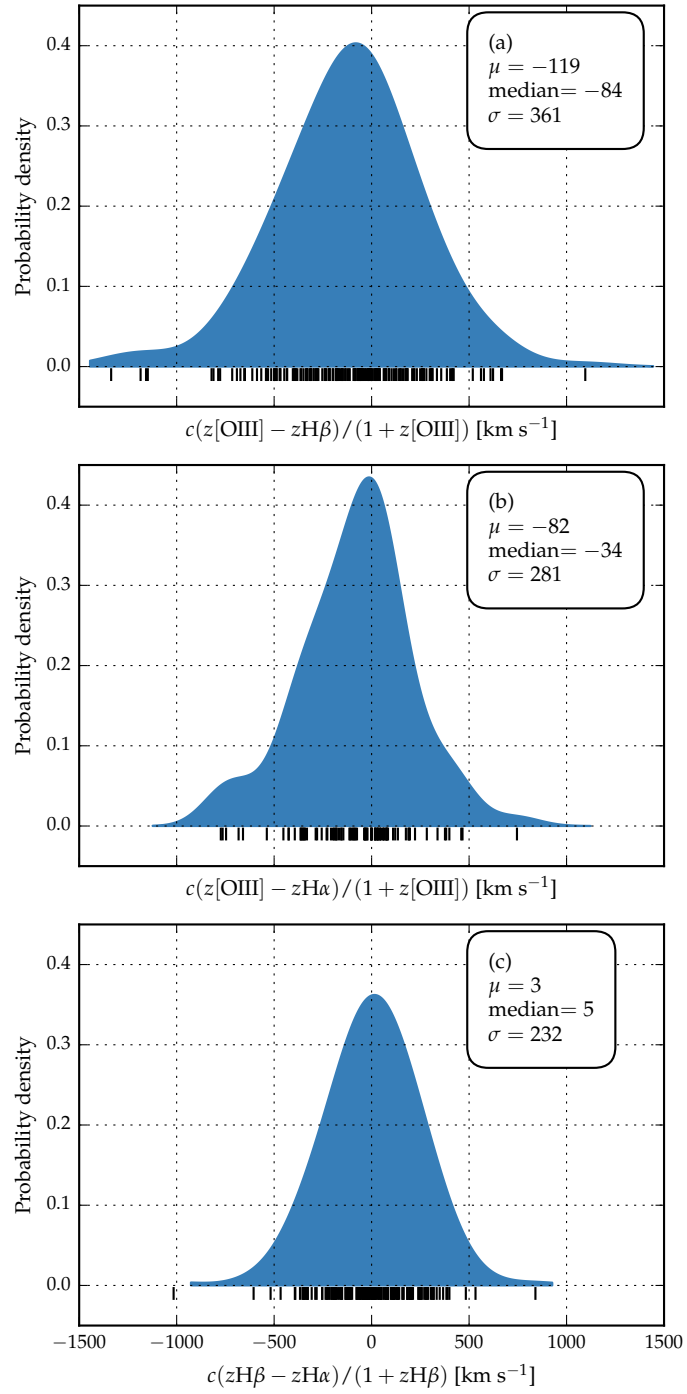 0.4
0.3
0.2
0.1
0.0
Probability density
(a)
μ = −119
median= −84
σ = 361
c(z[OIII] − zHβ)/(1 + z[OIII]) [km s⁻¹]
0.4
0.3
0.2
0.1
0.0
Probability density
(b)
μ = −82
median= −34
σ = 281
c(z[OIII] − zHα)/(1 + z[OIII]) [km s⁻¹]
0.4
0.3
0.2
0.1
0.0
Probability density
(c)
μ = 3
median= 5
σ = 232
−1500 −1000 −500 0 500 1000 1500
c(zHβ − zHα)/(1 + zHβ) [km s⁻¹]